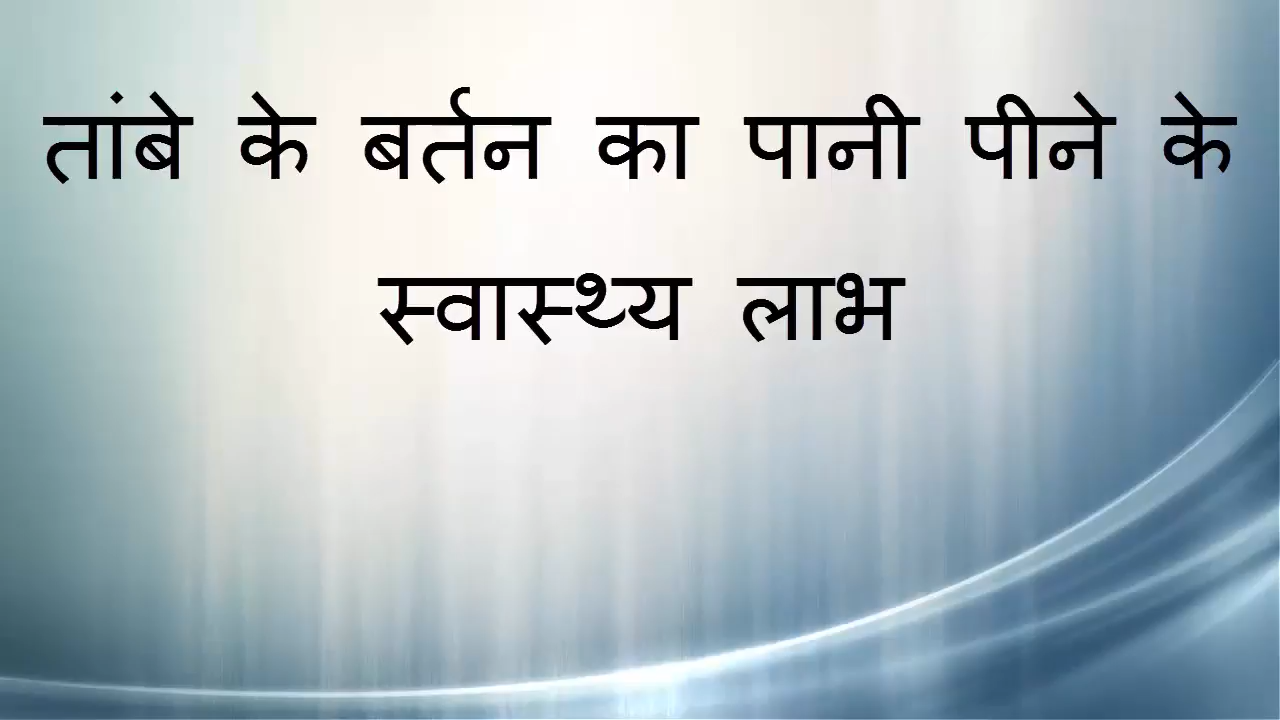 तांबे के बर्तन का पानी पीने के
स्वास्थ्य लाभ